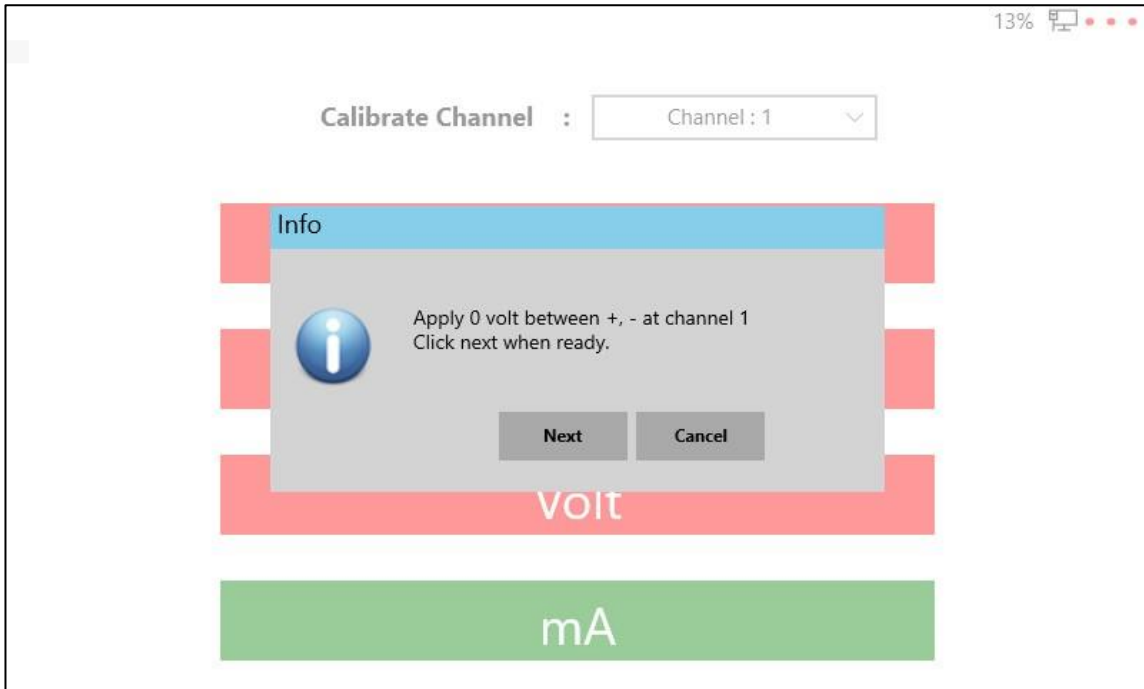 13%
Calibrate Channel : Channel : 1
Info
Apply 0 volt between +, - at channel 1
Click next when ready.
Next Cancel
Volt
mA